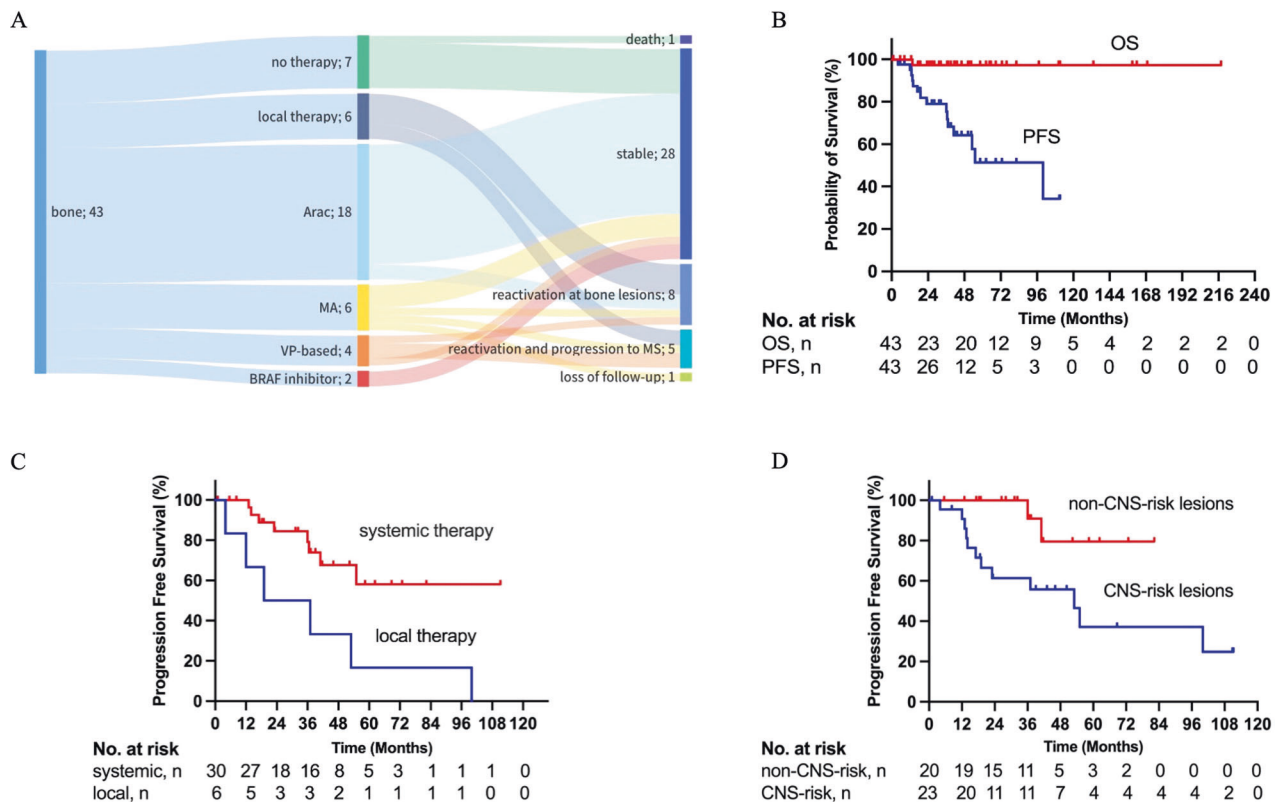 A
no therapy; 7
local therapy; 6
bone; 43
Arac; 18
MA; 6
VP-based; 4
BRAF inhibitor; 2
death; 1
stable; 28
reactivation at bone lesions; 8
reactivation and progression to MS; 5
loss of follow-up; 1
B
Probability of Survival (%)
100
80
60
40
20
0
OS
PFS
0 24 48 72 96 120 144 168 192 216 240
No. at risk
Time (Months)
OS, n 43 23 20 12 9 5 4 2 2 2 0
PFS, n 43 26 12 5 3 0 0 0 0 0 0
C
Progression Free Survival (%)
100
80
60
40
20
0
systemic therapy
local therapy
0 12 24 36 48 60 72 84 96 108 120
No. at risk
Time (Months)
systemic, n 30 27 18 16 8 5 3 1 1 1 0
local, n 6 5 3 3 2 1 1 1 1 0 0
D
Progression Free Survival (%)
100
80
60
40
20
0
non-CNS-risk lesions
CNS-risk lesions
0 12 24 36 48 60 72 84 96 108 120
No. at risk
Time (Months)
non-CNS-risk, n 20 19 15 11 5 3 2 0 0 0 0
CNS-risk, n 23 20 11 11 7 4 4 4 4 2 0